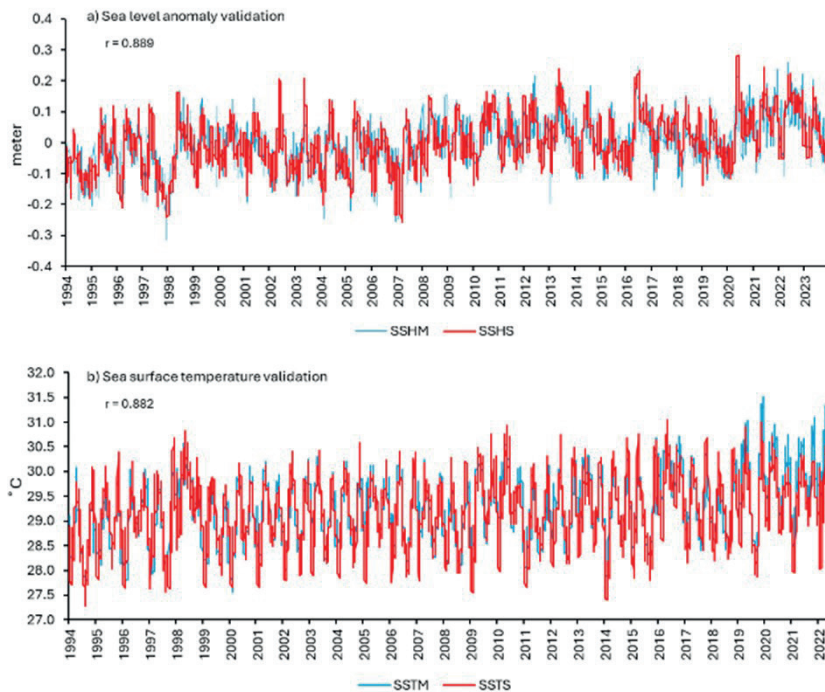 a) Sea level anomaly validation
r = 0.889
meter
0.4
0.3
0.2
0.1
0
-0.1
-0.2
-0.3
-0.4
1994 1995 1996 1997 1998 1999 2000 2001 2002 2003 2004 2005 2006 2007 2008 2009 2010 2011 2012 2013 2014 2015 2016 2017 2018 2019 2020 2021 2022 2023
SSHM SSHS
b) Sea surface temperature validation
r = 0.882
°C
32.0
31.5
31.0
30.5
30.0
29.5
29.0
28.5
28.0
27.5
27.0
1994 1995 1996 1997 1998 1999 2000 2001 2002 2003 2004 2005 2006 2007 2008 2009 2010 2011 2012 2013 2014 2015 2016 2017 2018 2019 2020 2021 2022
SSTM SSTS